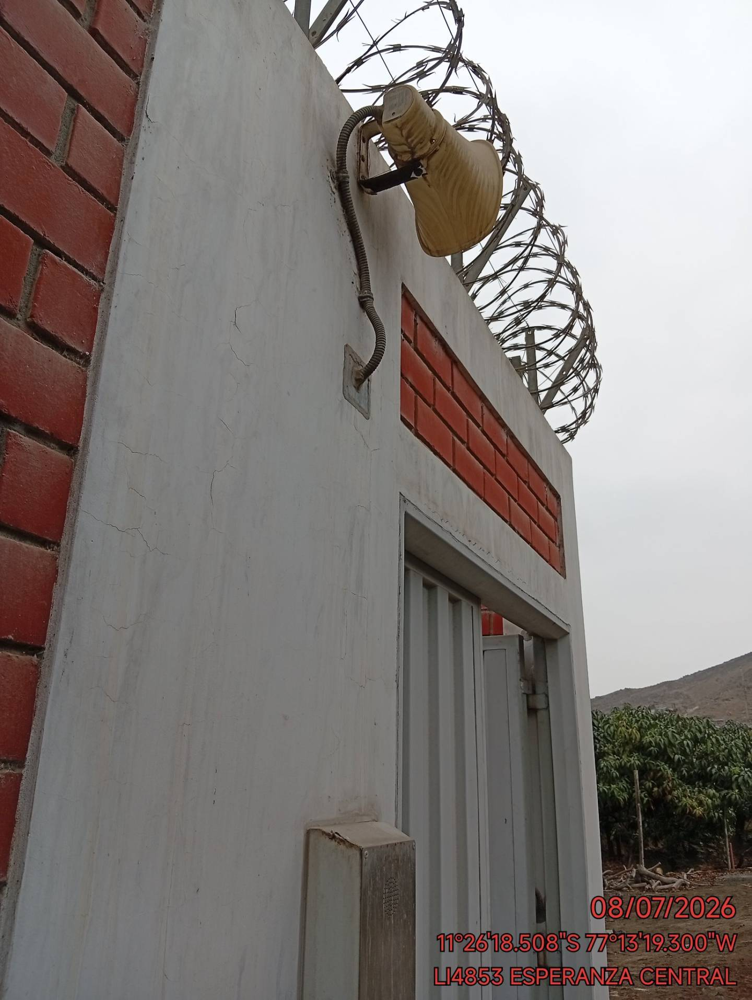 08/07/2026
11°26'18.508"S 77°13'19.300"W
LI4853 ESPERANZA CENTRAL